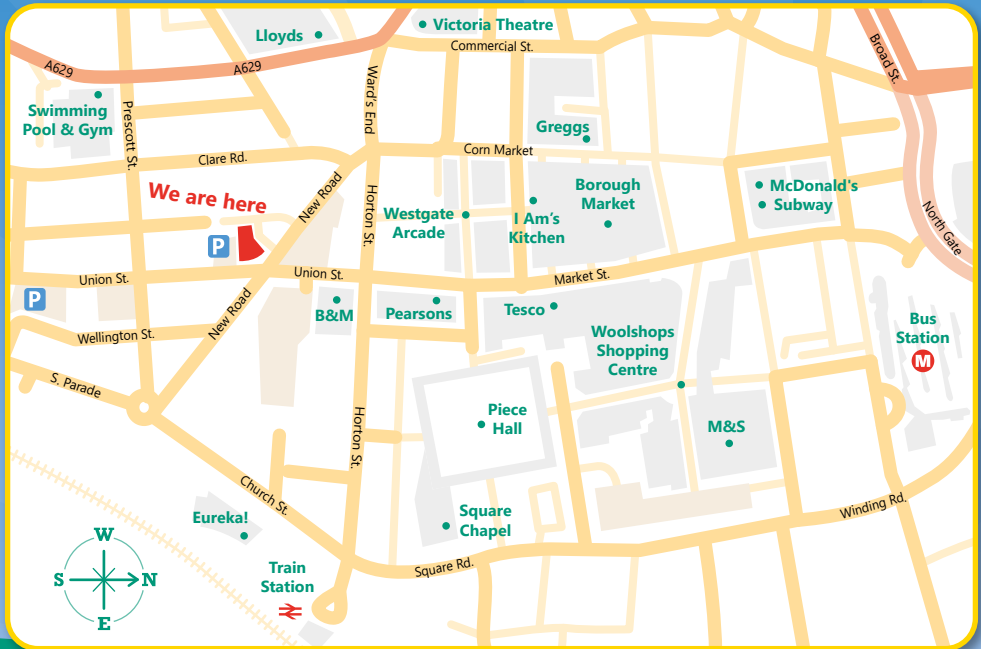 Lloyds
Victoria Theatre
Commercial St.
A629
A629
Broad St.
Swimming
Pool & Gym
Prescott St.
Ward's End
Greggs
Clare Rd.
Corn Market
We are here
New Road
Horton St.
Westgate
Arcade
I Am's
Kitchen
Borough
Market
McDonald's
Subway
North Gate
P
Union St.
Union St.
Market St.
P
B&M
Pearsons
Tesco
Woolshops
Shopping
Centre
Bus
Station
M
New Road
Wellington St.
S. Parade
Horton St.
Piece
Hall
M&S
Church St.
Eureka!
Square
Chapel
Winding Rd.
Train
Station
Square Rd.
W
S
N
E